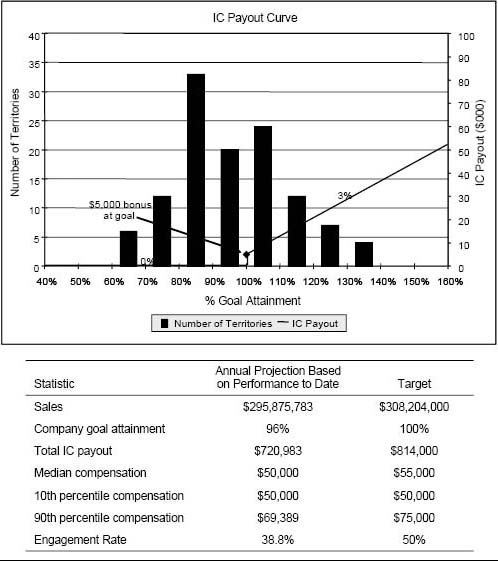 IC Payout Curve
Number of Territories
40
35
30
25
20
15
10
5
0
$5,000 bonus
at goal
0%
3%
100
90
80
70
60
50
40
30
20
10
0
IC Payout ($000)
40% 50% 60% 70% 80% 90% 100% 110% 120% 130% 140% 150% 160%
% Goal Attainment
Number of Territories IC Payout
Annual Projection Based
Statistic on Performance to Date Target
Sales $295,875,783 $308,204,000
Company goal attainment 96% 100%
Total IC payout $720,983 $814,000
Median compensation $50,000 $55,000
10th percentile compensation $50,000 $50,000
90th percentile compensation $69,389 $75,000
Engagement Rate 38.8% 50%